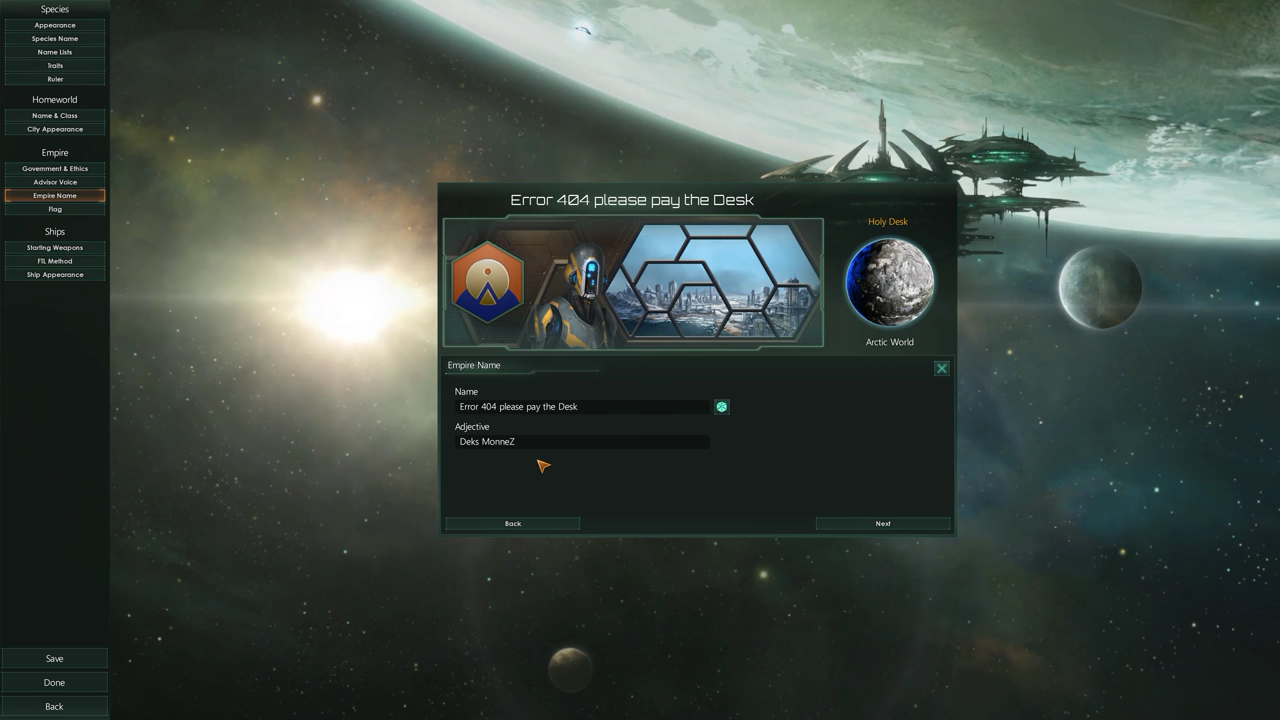 Species
Appearance
Species Name
Name Lists
Traits
Ruler
Homeworld
Name & Class
City Appearance
Empire
Government & Ethics
Advisor Voice
Empire Name
Flag
Ships
Starting Weapons
FTL Method
Ship Appearance
Save
Done
Back
Error 404 please pay the Desk
Holy Desk
Arctic World
Empire Name
Name
Error 404 please pay the Desk
Adjective
Deks MonneZ
Back
Next